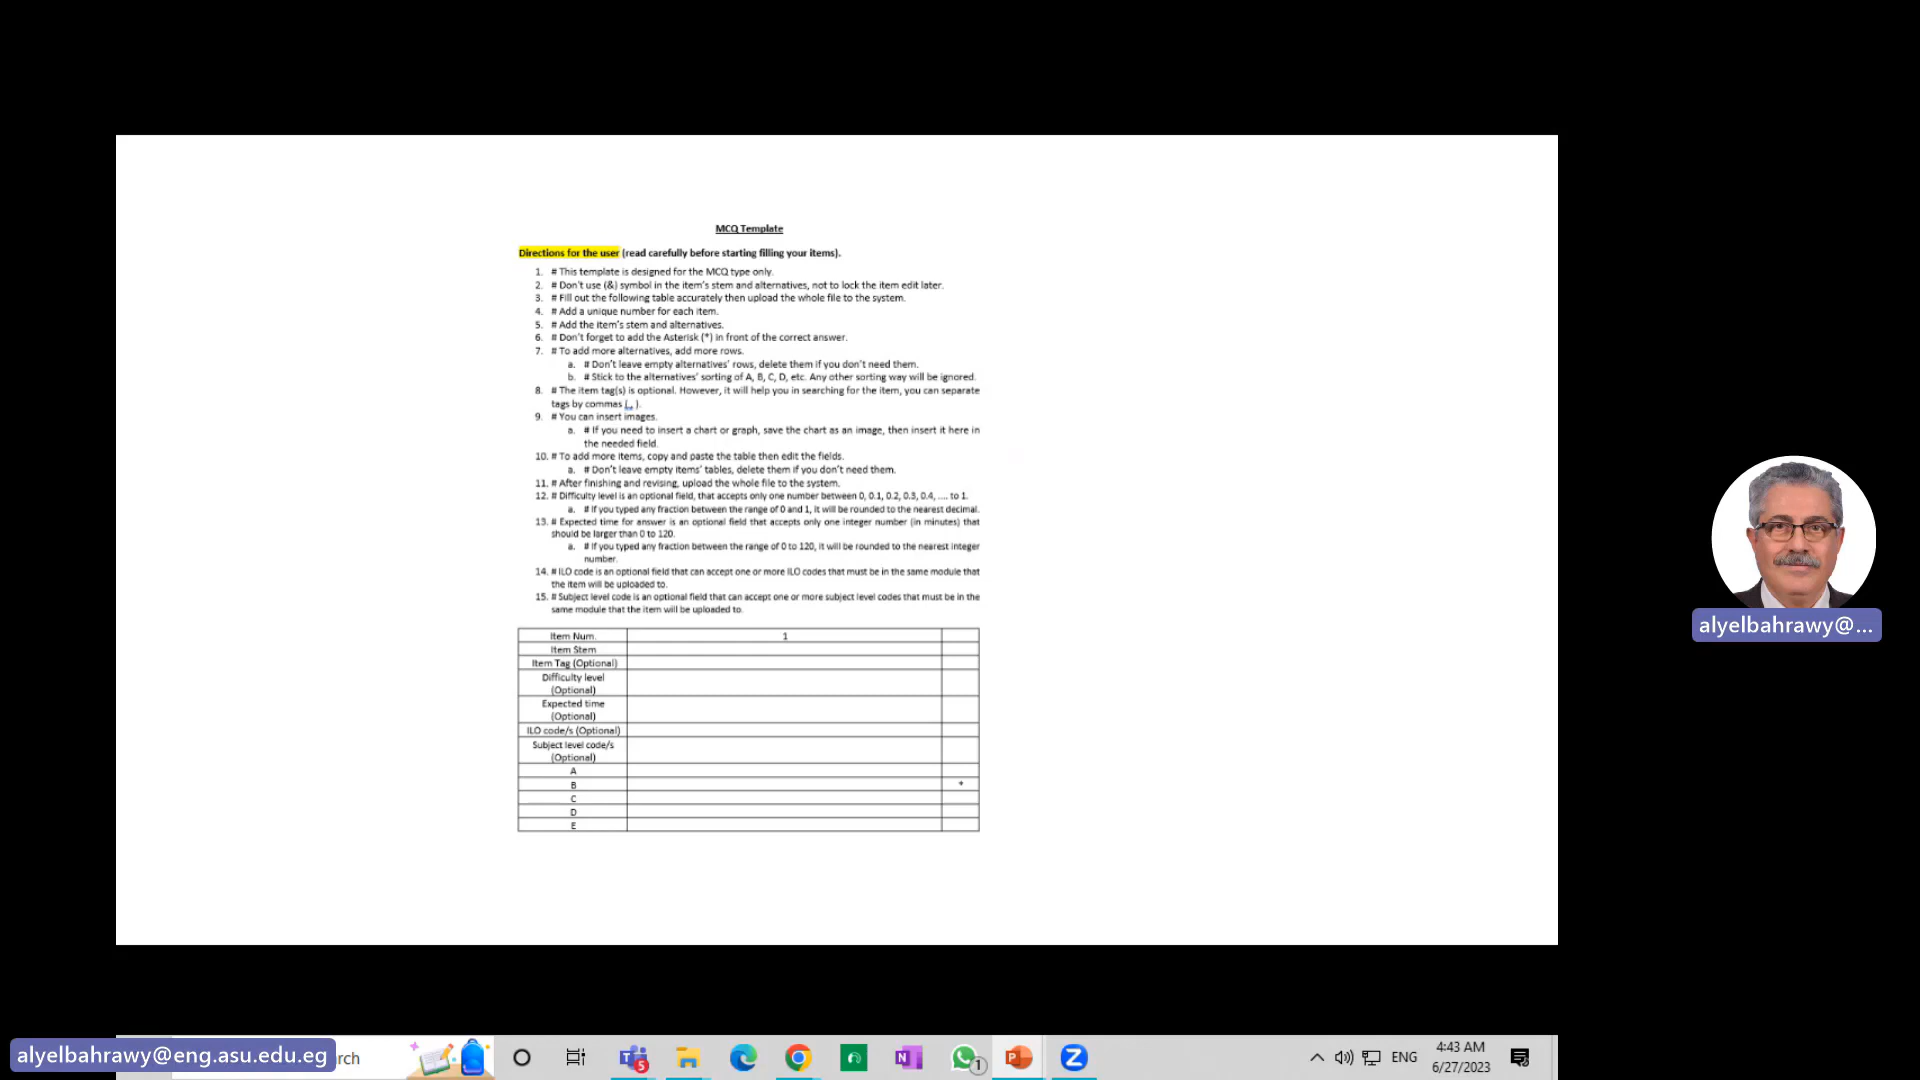 MCQ Template
Directions for the user (read carefully before starting filling your items).
1. # This template is designed for the MCQ type only.
2. # Don't use (&) symbol in the item's stem and alternatives, not to lock the item edit later.
3. # Fill out the following table accurately then upload the whole file to the system.
4. # Add a unique number for each item.
5. # Add the item's stem and alternatives.
6. # Don't forget to add the Asterisk (*) in front of the correct answer.
7. # To add more alternatives, add more rows.
a. # Don't leave empty alternatives' rows, delete them if you don't need them.
b. # Stick to the alternatives' sorting of A, B, C, D, etc. Any other sorting way will be ignored.
8. # The item tag(s) is optional. However, it will help you in searching for the item, you can separate
tags by commas (, ).
9. # You can insert images.
a. # If you need to insert a chart or graph, save the chart as an image, then insert it here in
the needed field.
10. # To add more items, copy and paste the table then edit the fields.
a. # Don't leave empty items' tables, delete them if you don't need them.
11. # After finishing and revising, upload the whole file to the system.
12. # Difficulty level is an optional field, that accepts only one number between 0, 0.1, 0.2, 0.3, 0.4, .... to 1.
a. # If you typed any fraction between the range of 0 and 1, it will be rounded to the nearest decimal.
13. # Expected time for answer is an optional field that accepts only one integer number (in minutes) that
should be larger than 0 to 120.
a. # If you typed any fraction between the range of 0 to 120, it will be rounded to the nearest integer
number.
14. # ILO code is an optional field that can accept one or more ILO codes that must be in the same module that
the item will be uploaded to.
15. # Subject level code is an optional field that can accept one or more subject level codes that must be in the
same module that the item will be uploaded to.
Item Num. 1
Item Stem
Item Tag (Optional)
Difficulty level
(Optional)
Expected time
(Optional)
ILO code/s (Optional)
Subject level code/s
(Optional)
A
B *
C
D
E
alyelbahrawy@...
alyelbahrawy@eng.asu.edu.eg
rch
5
1
ENG
4:43 AM
6/27/2023